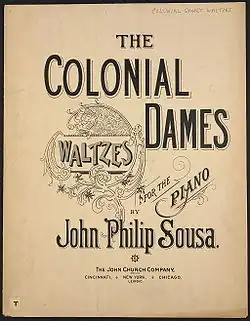 COLONIAL DAMES WALTZES
THE
COLONIAL
DAMES
WALTZES
FOR THE
PIANO
BY
John Philip Sousa.
THE JOHN CHURCH COMPANY.
CINCINNATI, NEW YORK, CHICAGO,
LEIPSIC.
T